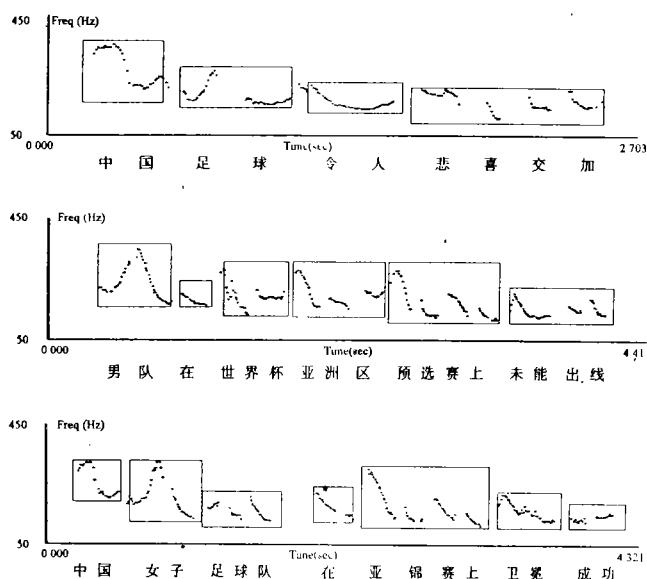 450 Freq (Hz)
50
0 000 Time(sec) 2 703
中国 足球 令人 悲喜交加
450 Freq (Hz)
50
0 000 Time(sec) 4 41
男队 在 世界杯 亚洲区 预选赛上 未能出线
450 Freq (Hz)
50
0 000 Time(sec) 4.321
中国 女子 足球队 在 亚锦赛上 卫冕 成功